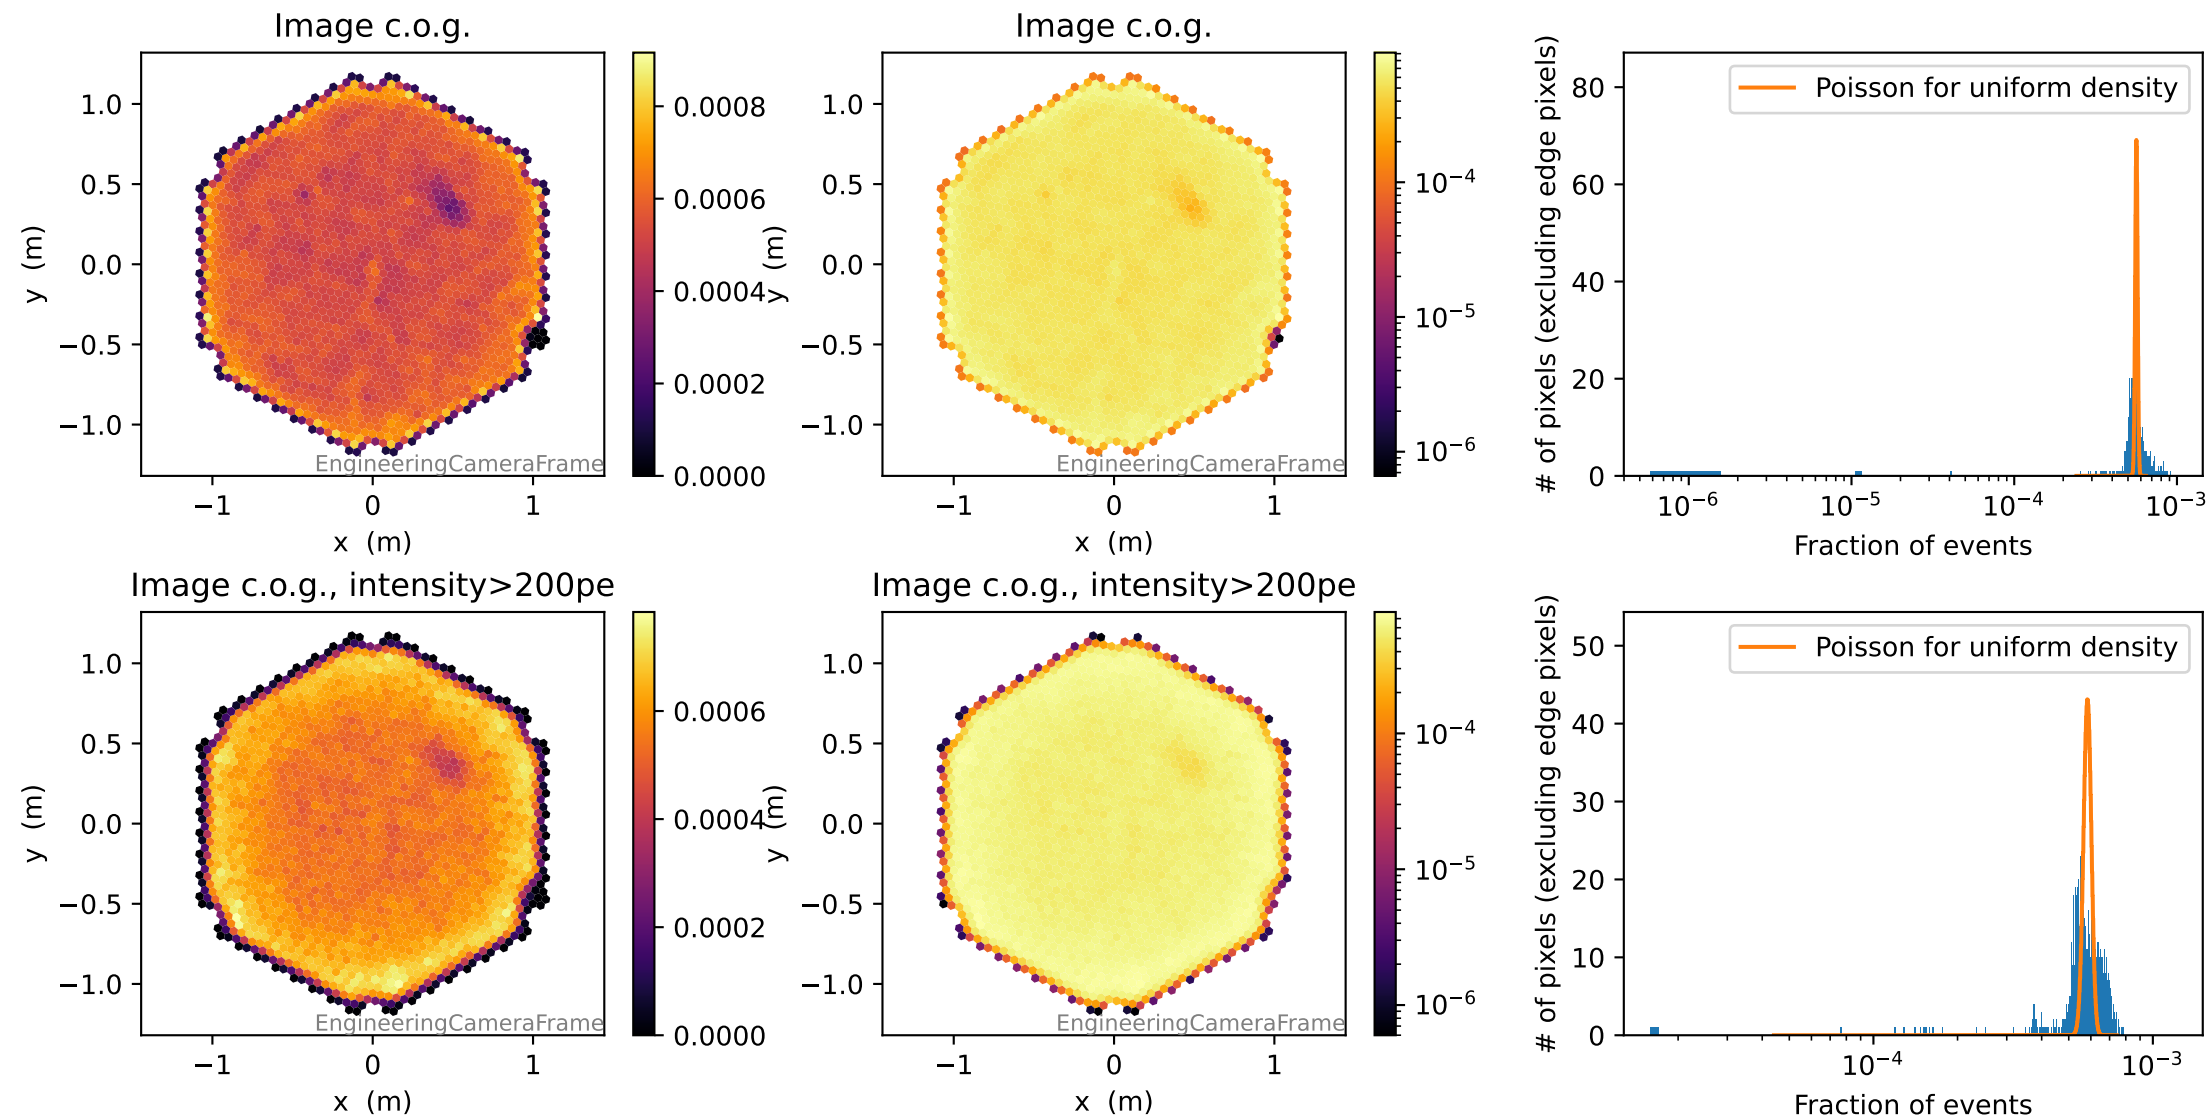 Image c.o.g.
1.0
0.5
0.0
−0.5
−1.0
y (m)
−1
0
1
x (m)
EngineeringCameraFrame
0.0008
0.0006
0.0004
0.0002
0.0000
Image c.o.g.
1.0
0.5
0.0
−0.5
−1.0
y (m)
−1
0
1
x (m)
EngineeringCameraFrame
10⁻⁴
10⁻⁵
10⁻⁶
# of pixels (excluding edge pixels)
80
60
40
20
0
Poisson for uniform density
10⁻⁶
10⁻⁵
10⁻⁴
10⁻³
Fraction of events
Image c.o.g., intensity>200pe
1.0
0.5
0.0
−0.5
−1.0
y (m)
−1
0
1
x (m)
EngineeringCameraFrame
0.0006
0.0004
0.0002
0.0000
Image c.o.g., intensity>200pe
1.0
0.5
0.0
−0.5
−1.0
y (m)
−1
0
1
x (m)
EngineeringCameraFrame
10⁻⁴
10⁻⁵
10⁻⁶
# of pixels (excluding edge pixels)
50
40
30
20
10
0
Poisson for uniform density
10⁻⁴
10⁻³
Fraction of events